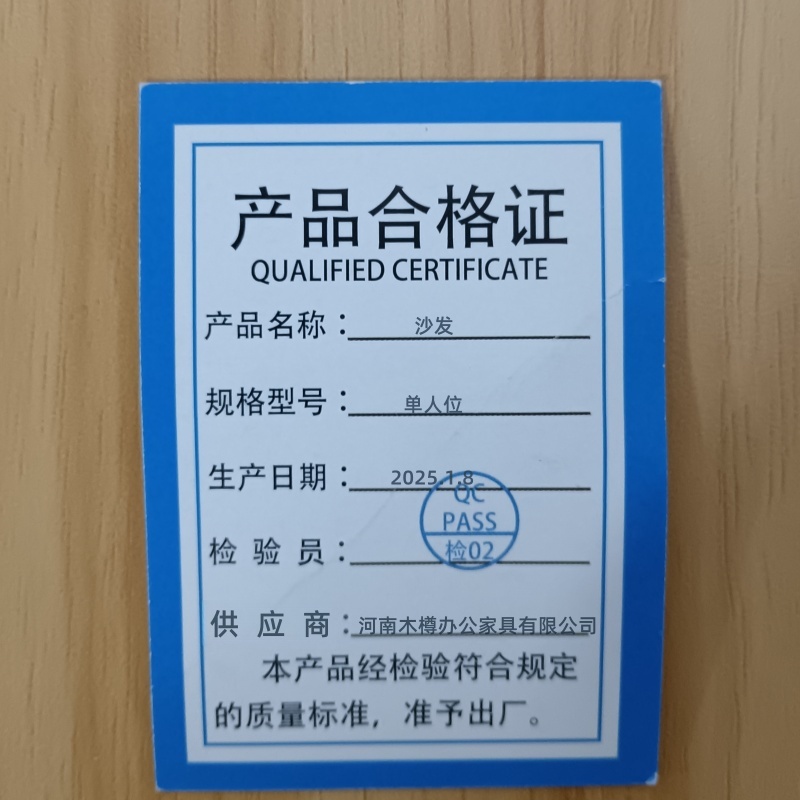 产品合格证
QUALIFIED CERTIFICATE
产品名称：沙发
规格型号：单人位
生产日期：2025.1.8
QC
PASS
检验员：检02
供应商：河南木樽办公家具有限公司
本产品经检验符合规定
的质量标准，准予出厂。